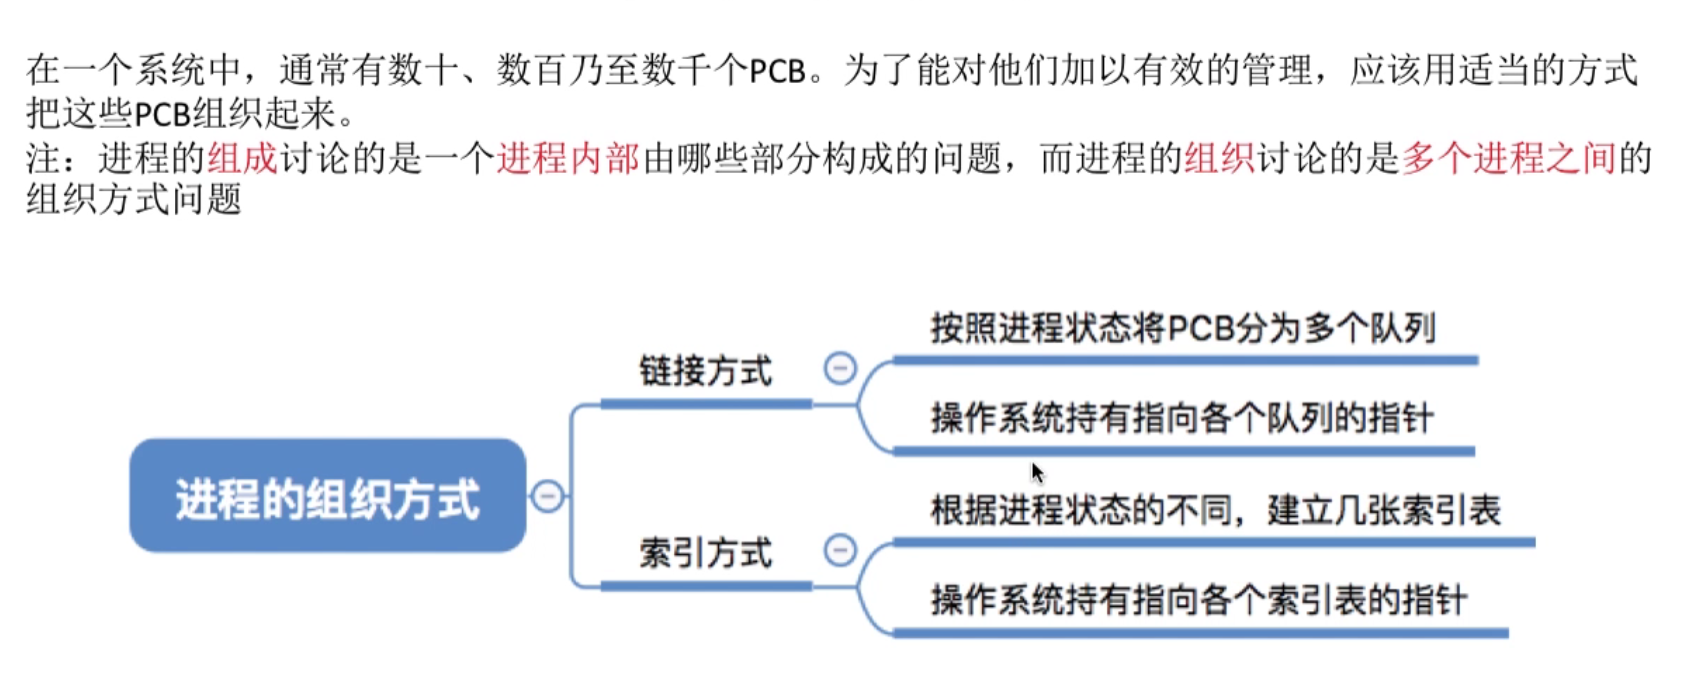 在一个系统中，通常有数十、数百乃至数千个PCB。为了能对他们加以有效的管理，应该用适当的方式
把这些PCB组织起来。
注：进程的组成讨论的是一个进程内部由哪些部分构成的问题，而进程的组织讨论的是多个进程之间的
组织方式问题
进程的组织方式
链接方式
按照进程状态将PCB分为多个队列
操作系统持有指向各个队列的指针
索引方式
根据进程状态的不同，建立几张索引表
操作系统持有指向各个索引表的指针